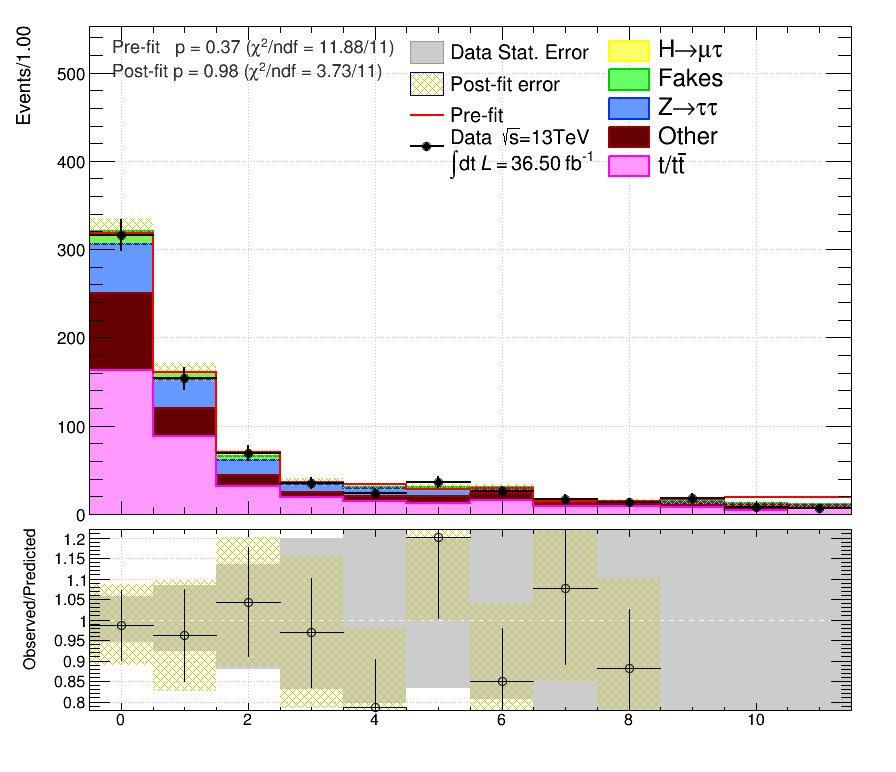 Events/1.00
Pre-fit p = 0.37 (χ²/ndf = 11.88/11)
Post-fit p = 0.98 (χ²/ndf = 3.73/11)
Data Stat. Error
Post-fit error
Pre-fit
Data √s=13TeV
∫dt L = 36.50 fb⁻¹
H→μτ
Fakes
Z→ττ
Other
t/tt̄
500
400
300
200
100
0
Observed/Predicted
1.2
1.15
1.1
1.05
1
0.95
0.9
0.85
0.8
0 2 4 6 8 10